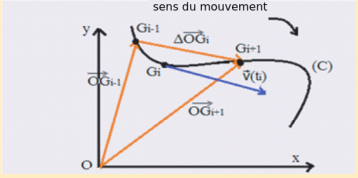 sens du mouvement
y
Gi-1
ΔOGi
Gi+1
(C)
Gi
v(ti)
OGi-1
OGi+1
O
x